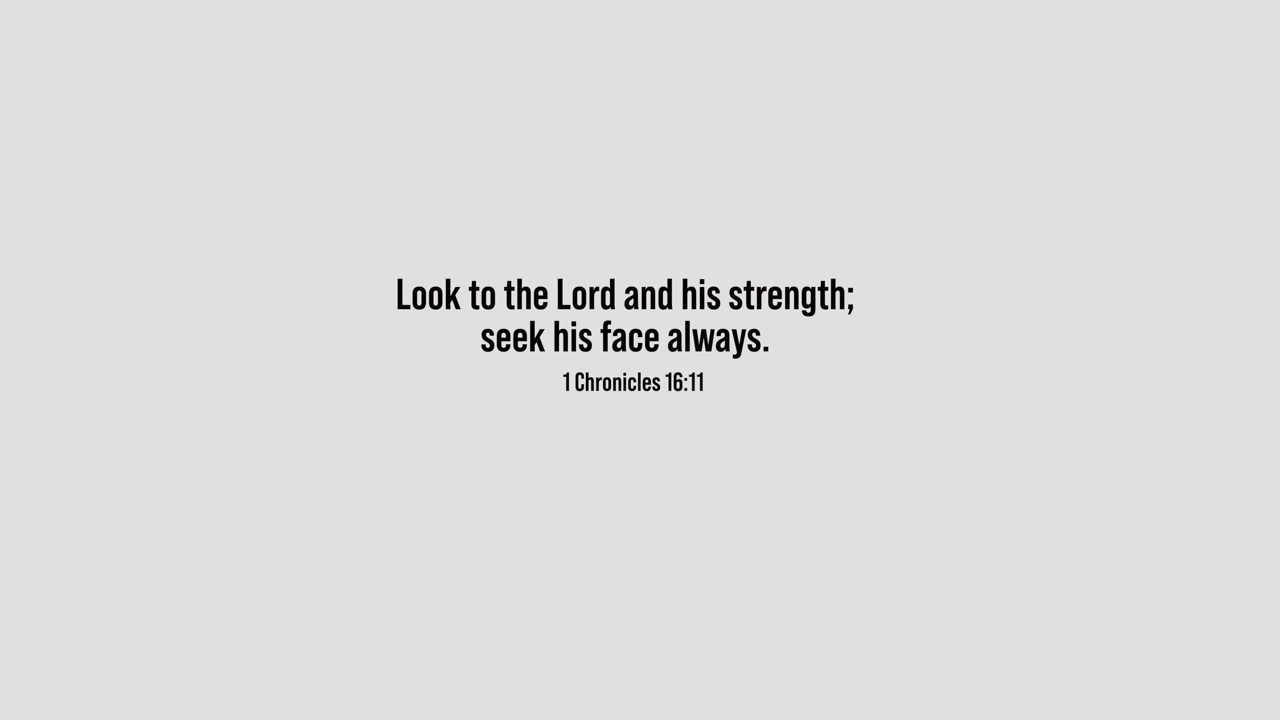 Look to the Lord and his strength;
seek his face always.
1 Chronicles 16:11